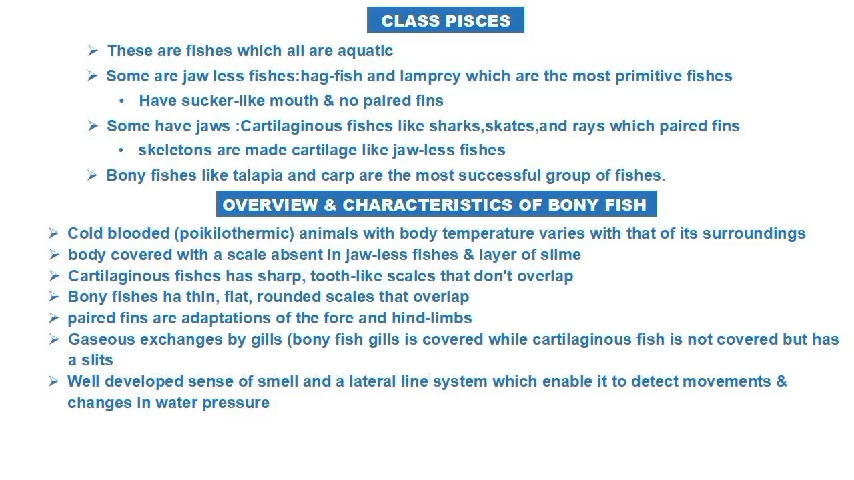 CLASS PISCES
➢ These are fishes which all are aquatic
➢ Some are jaw less fishes:hag-fish and lamprey which are the most primitive fishes
• Have sucker-like mouth & no paired fins
➢ Some have jaws :Cartilaginous fishes like sharks,skates,and rays which paired fins
• skeletons are made cartilage like jaw-less fishes
➢ Bony fishes like talapia and carp are the most successful group of fishes.
OVERVIEW & CHARACTERISTICS OF BONY FISH
➢ Cold blooded (poikilothermic) animals with body temperature varies with that of its surroundings
➢ body covered with a scale absent in jaw-less fishes & layer of slime
➢ Cartilaginous fishes has sharp, tooth-like scales that don't overlap
➢ Bony fishes ha thin, flat, rounded scales that overlap
➢ paired fins are adaptations of the fore and hind-limbs
➢ Gaseous exchanges by gills (bony fish gills is covered while cartilaginous fish is not covered but has
a slits
➢ Well developed sense of smell and a lateral line system which enable it to detect movements &
changes in water pressure